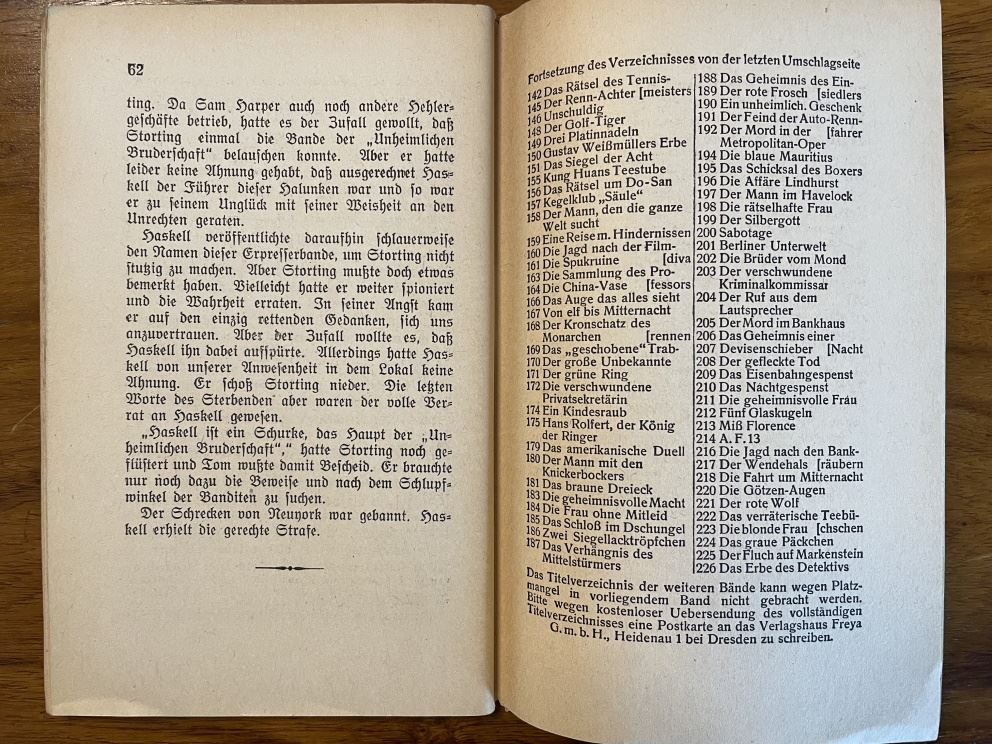 62
ting. Da Sam Harper auch noch andere Hehler-
geschäfte betrieb, hatte es der Zufall gewollt, daß
Storting einmal die Bande der „Unheimlichen
Bruderschaft“ belauschen konnte. Aber er hatte
leider keine Ahnung gehabt, daß ausgerechnet Has-
kell der Führer dieser Halunken war und so war
er zu seinem Unglück mit seiner Weisheit an den
Unrechten geraten.
Haskell veröffentlichte daraufhin schlauerweise
den Namen dieser Erpresserbande, um Storting nicht
stutzig zu machen. Aber Storting mußte doch etwas
bemerkt haben. Vielleicht hatte er weiter spioniert
und die Wahrheit erraten. In seiner Angst kam
er auf den einzig rettenden Gedanken, sich uns
anzuvertrauen. Aber der Zufall wollte es, daß
Haskell ihn dabei aufspürte. Allerdings hatte Has-
kell von unserer Anwesenheit in dem Lokal keine
Ahnung. Er schoß Storting nieder. Die letzten
Worte des Sterbenden aber waren der volle Ver-
rat an Haskell gewesen.
„Haskell ist ein Schurke, das Haupt der „Un-
heimlichen Bruderschaft“,“ hatte Storting noch ge-
flüstert und Tom wußte damit Bescheid. Er brauchte
nur noch dazu die Beweise und nach dem Schlupf-
winkel der Banditen zu suchen.
Der Schrecken von Neuyork war gebannt. Has-
kell erhielt die gerechte Strafe.
Fortsetzung des Verzeichnisses von der letzten Umschlagseite
142 Das Rätsel des Tennis-
145 Der Renn-Achter [meisters
146 Unschuldig
148 Der Golf-Tiger
149 Drei Platinnadeln
150 Gustav Weißmüllers Erbe
151 Das Siegel der Acht
155 Kung Huans Teestube
156 Das Rätsel um Do-San
157 Kegelklub „Säule“
158 Der Mann, den die ganze
Welt sucht
159 Eine Reise m. Hindernissen
160 Die Jagd nach der Film-
161 Die Spukruine [diva
163 Die Sammlung des Pro-
164 Die China-Vase [fessors
166 Das Auge das alles sieht
167 Von elf bis Mitternacht
168 Der Kronschatz des
Monarchen [rennen
169 Das „geschobene“ Trab-
170 Der große Unbekannte
171 Der grüne Ring
172 Die verschwundene
Privatsekretärin
174 Ein Kindesraub
175 Hans Rolfert, der König
der Ringer
179 Das amerikanische Duell
180 Der Mann mit den
Knickerbockers
181 Das braune Dreieck
183 Die geheimnisvolle Macht
184 Die Frau ohne Mitleid
185 Das Schloß im Dschungel
186 Zwei Siegellacktröpfchen
187 Das Verhängnis des
Mittelstürmers
188 Das Geheimnis des Ein-
189 Der rote Frosch [siedlers
190 Ein unheimlich. Geschenk
191 Der Feind der Auto-Renn-
192 Der Mord in der [fahrer
Metropolitan-Oper
194 Die blaue Mauritius
195 Das Schicksal des Boxers
196 Die Affäre Lindhurst
197 Der Mann im Havelock
198 Die rätselhafte Frau
199 Der Silbergott
200 Sabotage
201 Berliner Unterwelt
202 Die Brüder vom Mond
203 Der verschwundene
Kriminalkommissar
204 Der Ruf aus dem
Lautsprecher
205 Der Mord im Bankhaus
206 Das Geheimnis einer
207 Devisenschieber [Nacht
208 Der gefleckte Tod
209 Das Eisenbahngespenst
210 Das Nachtgespenst
211 Die geheimnisvolle Frau
212 Fünf Glaskugeln
213 Miß Florence
214 A. F. 13
216 Die Jagd nach den Bank-
217 Der Wendehals [räubern
218 Die Fahrt um Mitternacht
220 Die Götzen-Augen
221 Der rote Wolf
222 Das verräterische Teebü-
223 Die blonde Frau [chschen
224 Das graue Päckchen
225 Der Fluch auf Markenstein
226 Das Erbe des Detektivs
Das Titelverzeichnis der weiteren Bände kann wegen Platz-
mangel in vorliegendem Band nicht gebracht werden.
Bitte wegen kostenloser Uebersendung des vollständigen
Titelverzeichnisses eine Postkarte an das Verlagshaus Freya
G. m. b. H., Heidenau 1 bei Dresden zu schreiben.